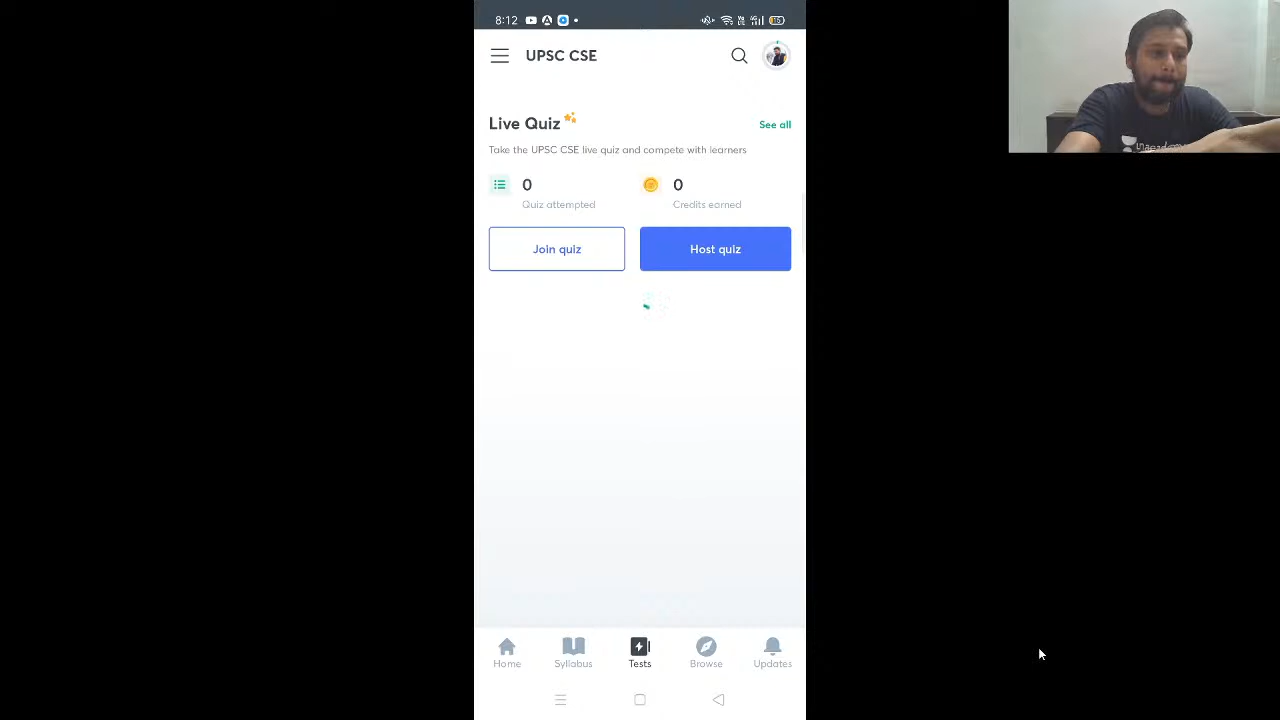 8:12
15
UPSC CSE
Live Quiz
See all
Take the UPSC CSE live quiz and compete with learners
0
Quiz attempted
0
Credits earned
Join quiz
Host quiz
Home
Syllabus
Tests
Browse
Updates